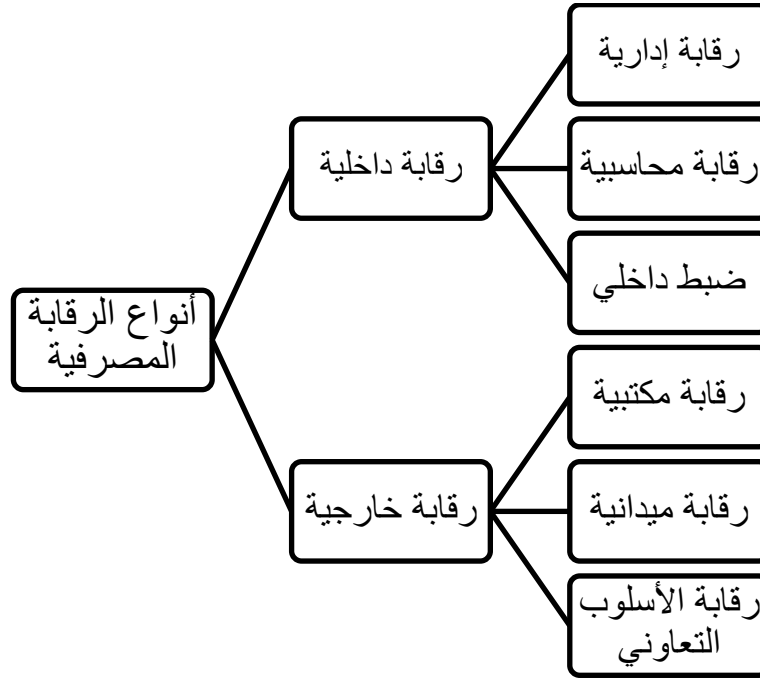 أنواع الرقابة
المصرفية
رقابة داخلية
رقابة إدارية
رقابة محاسبية
ضبط داخلي
رقابة خارجية
رقابة مكتبية
رقابة ميدانية
رقابة الأسلوب
التعاوني